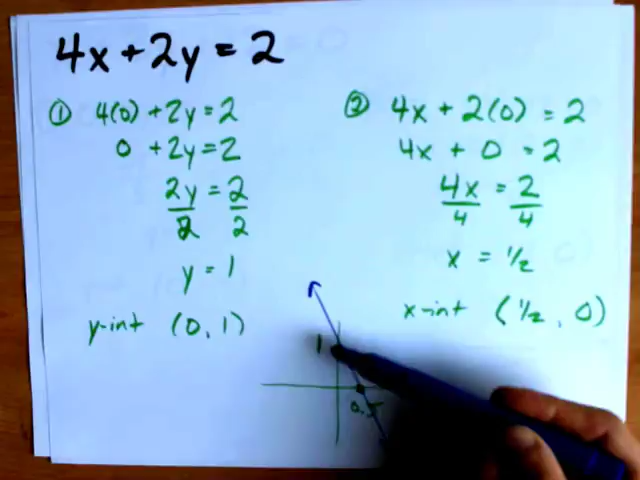 4x + 2y = 2
① 4(0) + 2y = 2
0 + 2y = 2
2y = 2
2 2
y = 1
y-int (0, 1)
② 4x + 2(0) = 2
4x + 0 = 2
4x = 2
4 4
x = 1/2
x-int (1/2, 0)
1
0.5